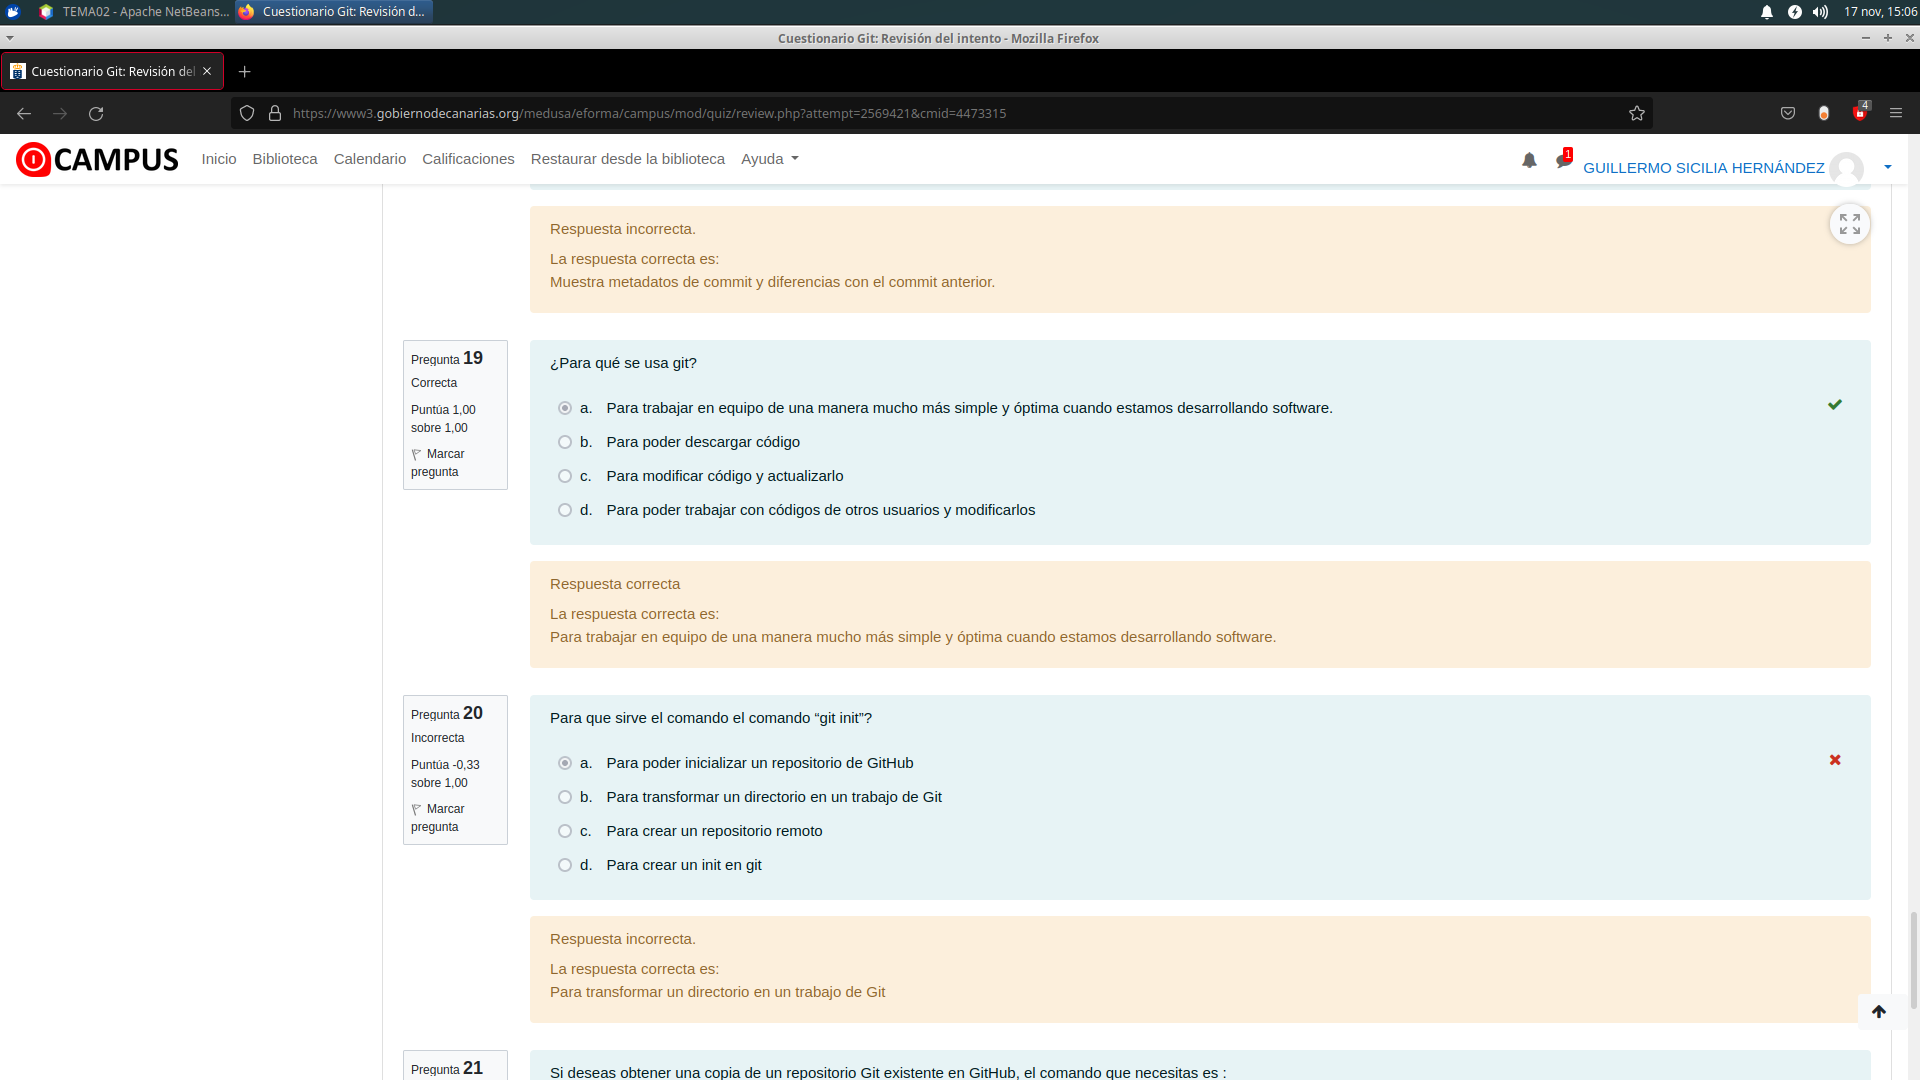 TEMA02 - Apache NetBeans...
Cuestionario Git: Revisión d...
17 nov, 15:06
Cuestionario Git: Revisión del intento - Mozilla Firefox
Cuestionario Git: Revisión del
https://www3.gobiernodecanarias.org/medusa/eforma/campus/mod/quiz/review.php?attempt=2569421&cmid=4473315
4
CAMPUS Inicio Biblioteca Calendario Calificaciones Restaurar desde la biblioteca Ayuda
1
GUILLERMO SICILIA HERNÁNDEZ
Respuesta incorrecta.
La respuesta correcta es:
Muestra metadatos de commit y diferencias con el commit anterior.
Pregunta 19
Correcta
Puntúa 1,00
sobre 1,00
Marcar
pregunta
¿Para qué se usa git?
a. Para trabajar en equipo de una manera mucho más simple y óptima cuando estamos desarrollando software.
b. Para poder descargar código
c. Para modificar código y actualizarlo
d. Para poder trabajar con códigos de otros usuarios y modificarlos
Respuesta correcta
La respuesta correcta es:
Para trabajar en equipo de una manera mucho más simple y óptima cuando estamos desarrollando software.
Pregunta 20
Incorrecta
Puntúa -0,33
sobre 1,00
Marcar
pregunta
Para que sirve el comando el comando “git init”?
a. Para poder inicializar un repositorio de GitHub
b. Para transformar un directorio en un trabajo de Git
c. Para crear un repositorio remoto
d. Para crear un init en git
Respuesta incorrecta.
La respuesta correcta es:
Para transformar un directorio en un trabajo de Git
Pregunta 21
Si deseas obtener una copia de un repositorio Git existente en GitHub, el comando que necesitas es :